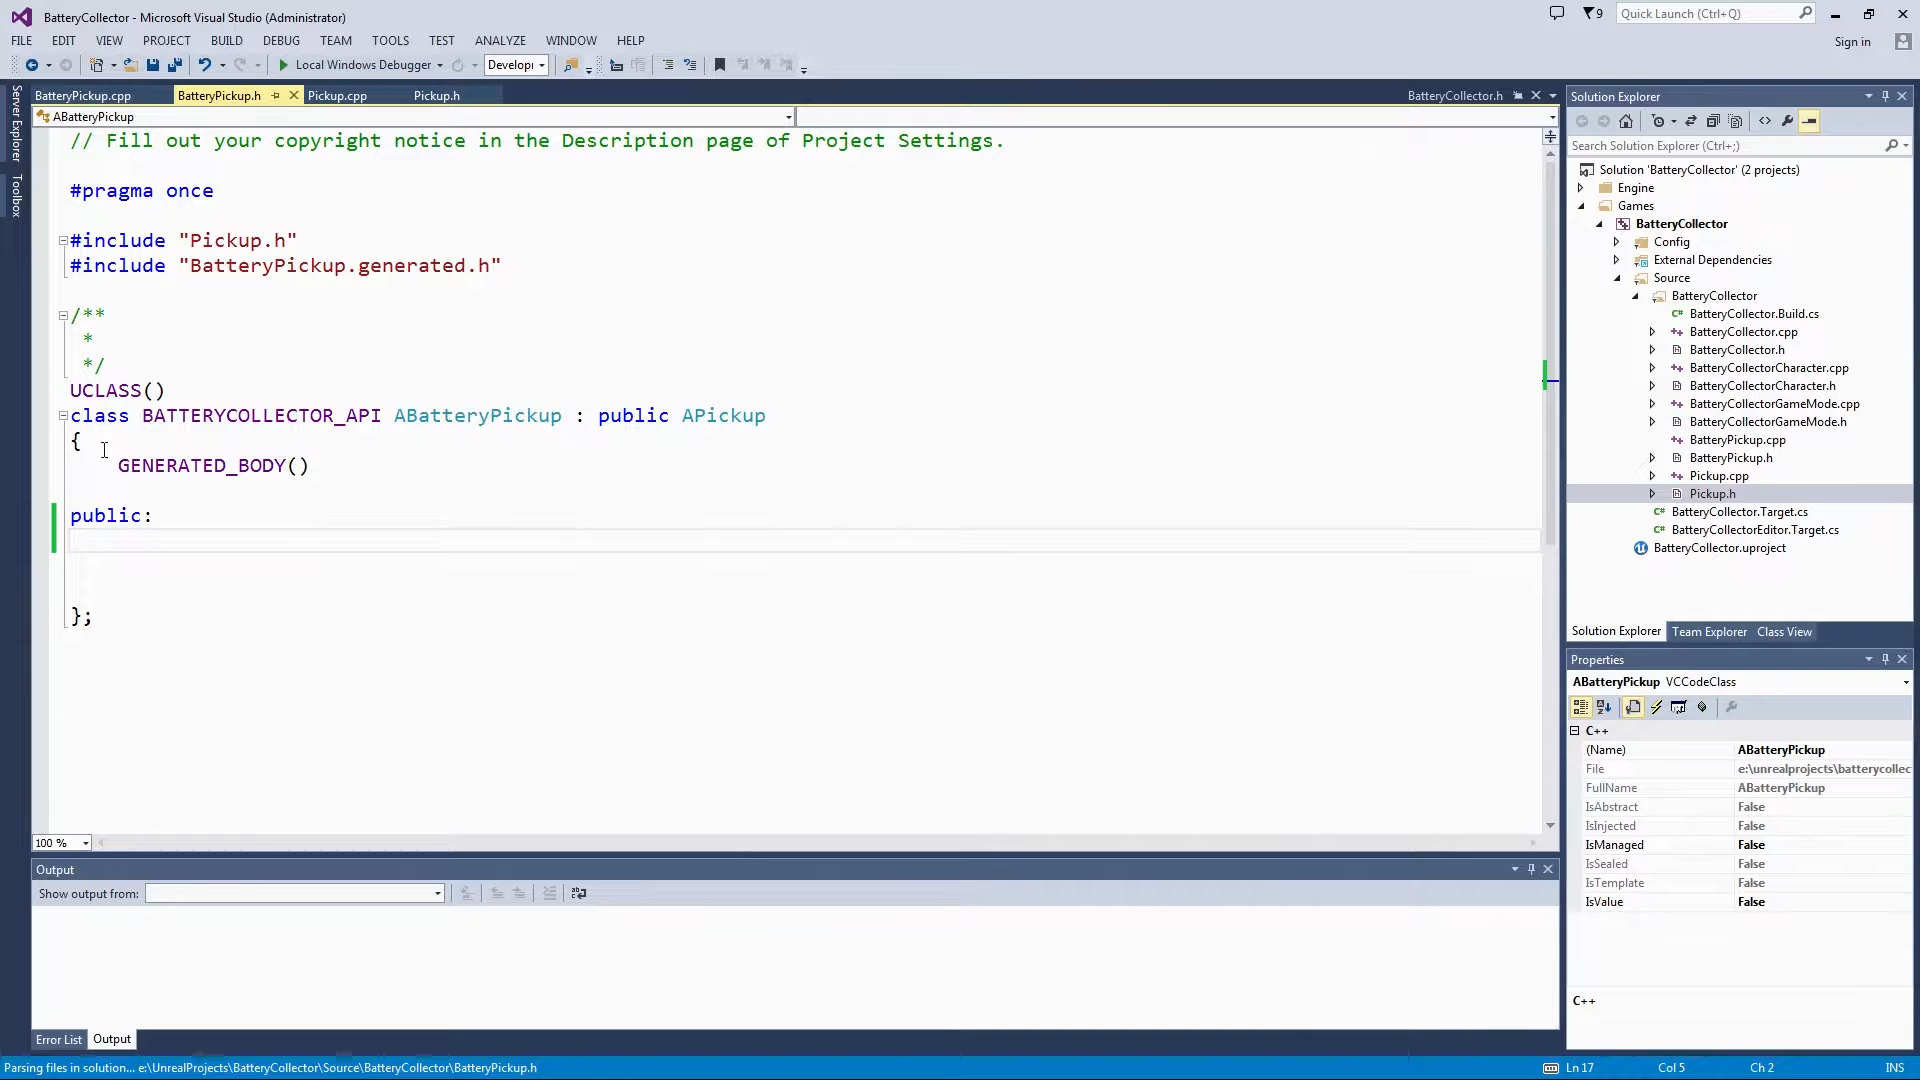 BatteryCollector - Microsoft Visual Studio (Administrator)
9
Quick Launch (Ctrl+Q)
FILE EDIT VIEW PROJECT BUILD DEBUG TEAM TOOLS TEST ANALYZE WINDOW HELP
Sign in
Local Windows Debugger
Develop
Server Explorer
Toolbox
BatteryPickup.cpp BatteryPickup.h Pickup.cpp Pickup.h BatteryCollector.h
ABatteryPickup
// Fill out your copyright notice in the Description page of Project Settings.
#pragma once
#include "Pickup.h"
#include "BatteryPickup.generated.h"
/**
*
*/
UCLASS()
class BATTERYCOLLECTOR_API ABatteryPickup : public APickup
{
GENERATED_BODY()
public:
};
100 %
Output
Show output from:
Error List Output
Solution Explorer
Search Solution Explorer (Ctrl+;)
Solution 'BatteryCollector' (2 projects)
Engine
Games
BatteryCollector
Config
External Dependencies
Source
BatteryCollector
BatteryCollector.Build.cs
BatteryCollector.cpp
BatteryCollector.h
BatteryCollectorCharacter.cpp
BatteryCollectorCharacter.h
BatteryCollectorGameMode.cpp
BatteryCollectorGameMode.h
BatteryPickup.cpp
BatteryPickup.h
Pickup.cpp
Pickup.h
BatteryCollector.Target.cs
BatteryCollectorEditor.Target.cs
BatteryCollector.uproject
Solution Explorer Team Explorer Class View
Properties
ABatteryPickup VCCodeClass
C++
(Name) ABatteryPickup
File e:\unrealprojects\batterycollec
FullName ABatteryPickup
IsAbstract False
IsInjected False
IsManaged False
IsSealed False
IsTemplate False
IsValue False
C++
Parsing files in solution... e:\UnrealProjects\BatteryCollector\Source\BatteryCollector\BatteryPickup.h
Ln 17 Col 5 Ch 2 INS